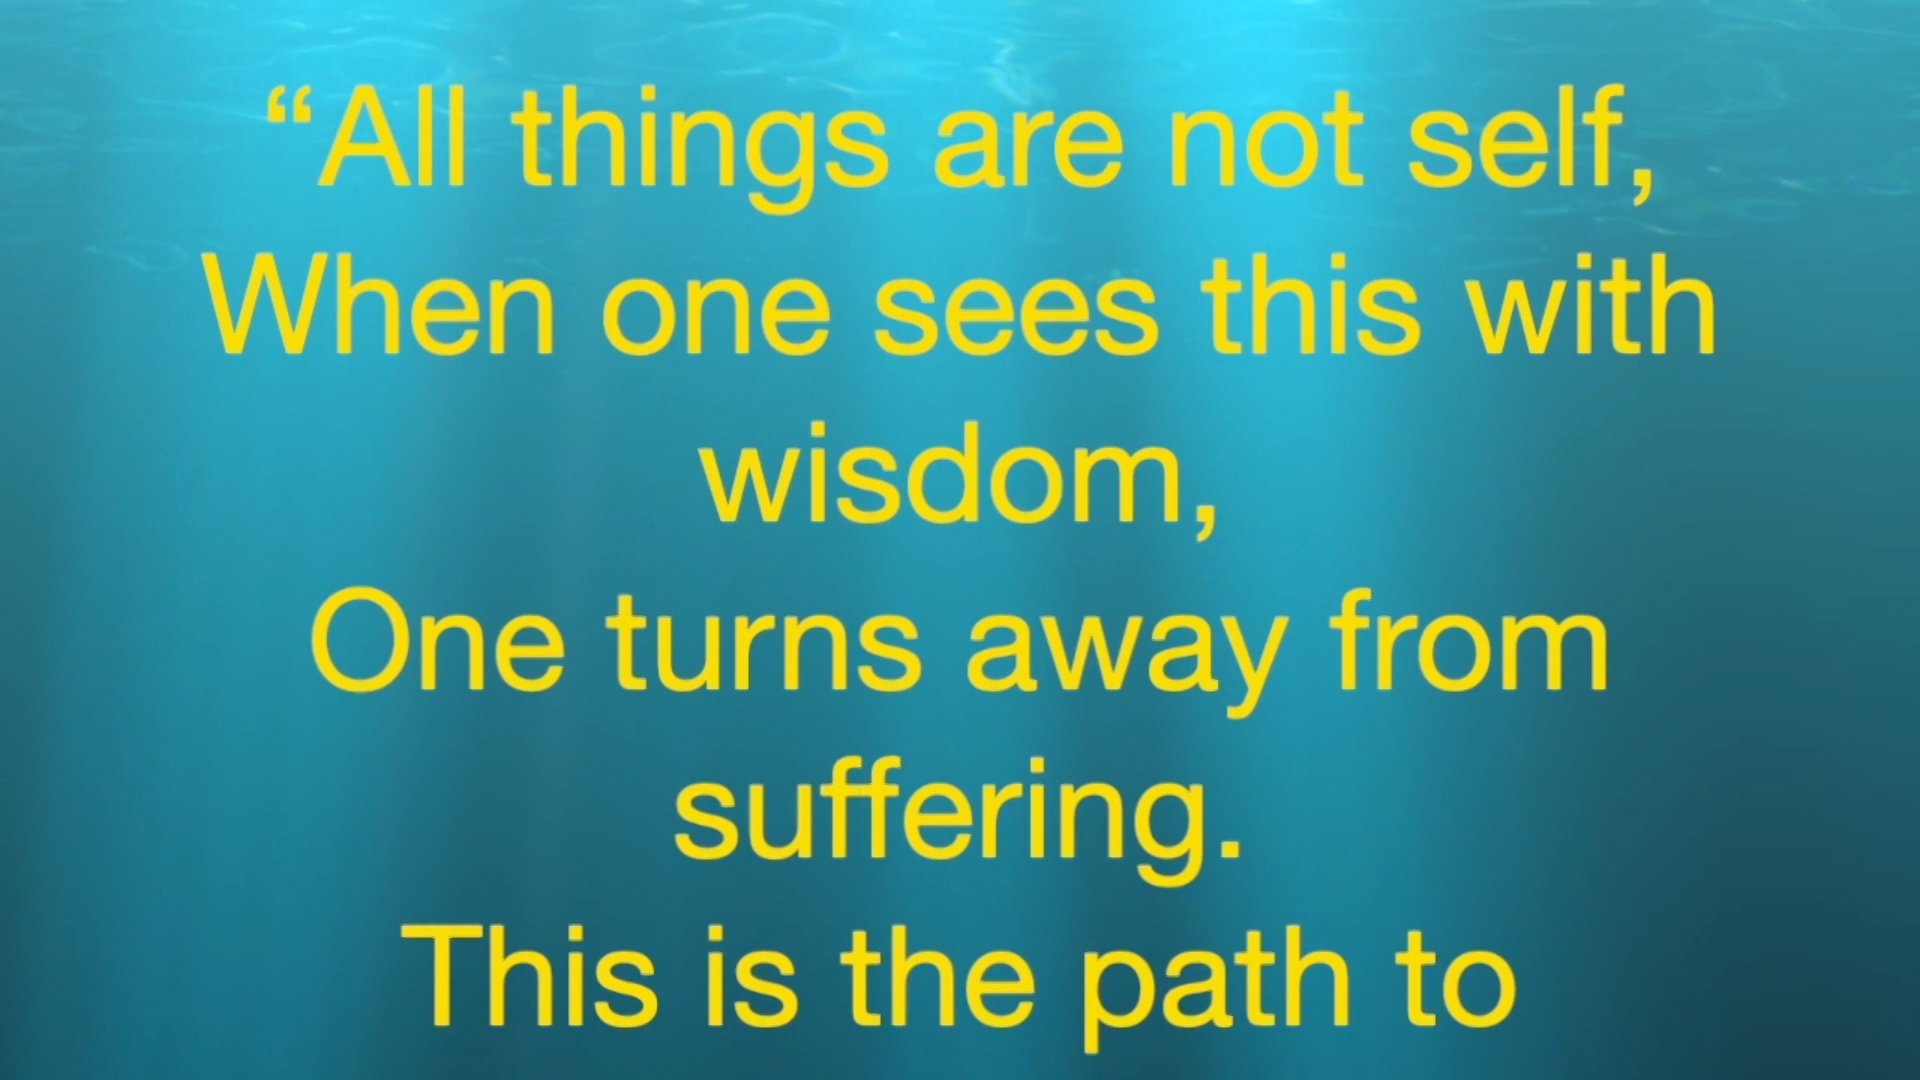 “All things are not self,
When one sees this with
wisdom,
One turns away from
suffering.
This is the path to